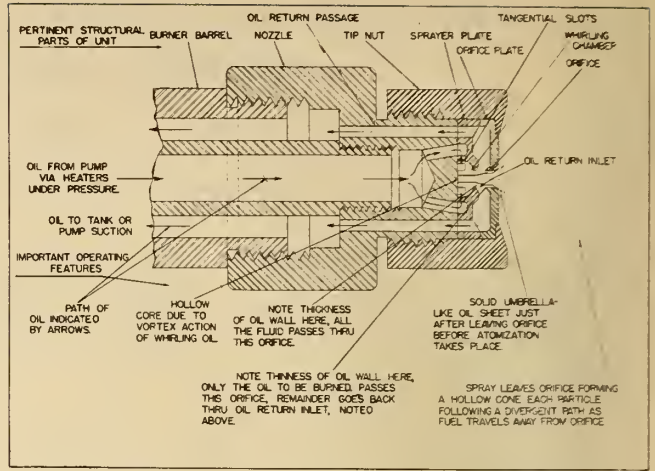 PERTINENT STRUCTURAL
PARTS OF UNIT
BURNER BARREL
OIL RETURN PASSAGE
NOZZLE
TIP NUT
SPRAYER PLATE
ORIFICE PLATE
TANGENTIAL SLOTS
WHIRLING
CHAMBER
ORIFICE
OIL FROM PUMP
VIA HEATERS
UNDER PRESSURE.
OIL RETURN INLET
OIL TO TANK OR
PUMP SUCTION
IMPORTANT OPERATING
FEATURES
PATH OF
OIL INDICATED
BY ARROWS.
HOLLOW
CORE DUE TO
VORTEX ACTION
OF WHIRLING OIL.
NOTE THICKNESS
OF OIL WALL HERE, ALL
THE FLUID PASSES THRU
THIS ORIFICE.
SOLID UMBRELLA-
LIKE OIL SHEET JUST
AFTER LEAVING ORIFICE
BEFORE ATOMIZATION
TAKES PLACE.
NOTE THINNESS OF OIL WALL HERE,
ONLY THE OIL TO BE BURNED PASSES
THIS ORIFICE, REMAINDER GOES BACK
THRU OIL RETURN INLET, NOTED
ABOVE.
SPRAY LEAVES ORIFICE FORMING
A HOLLOW CONE EACH PARTICLE
FOLLOWING A DIVERGENT PATH AS
FUEL TRAVELS AWAY FROM ORIFICE